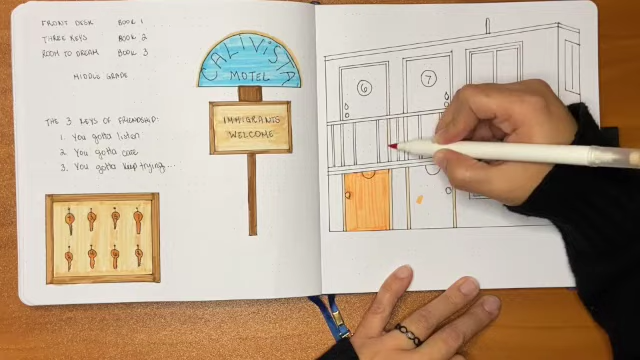 FRONT DESK BOOK 1
THREE KEYS BOOK 2
ROOM TO DREAM BOOK 3
MIDDLE GRADE
THE 3 KEYS OF FRIENDSHIP:
1. You gotta listen
2. You gotta care
3. You gotta keep trying...
CALIVISTA
MOTEL
IMMIGRANTS
WELCOME
6
7